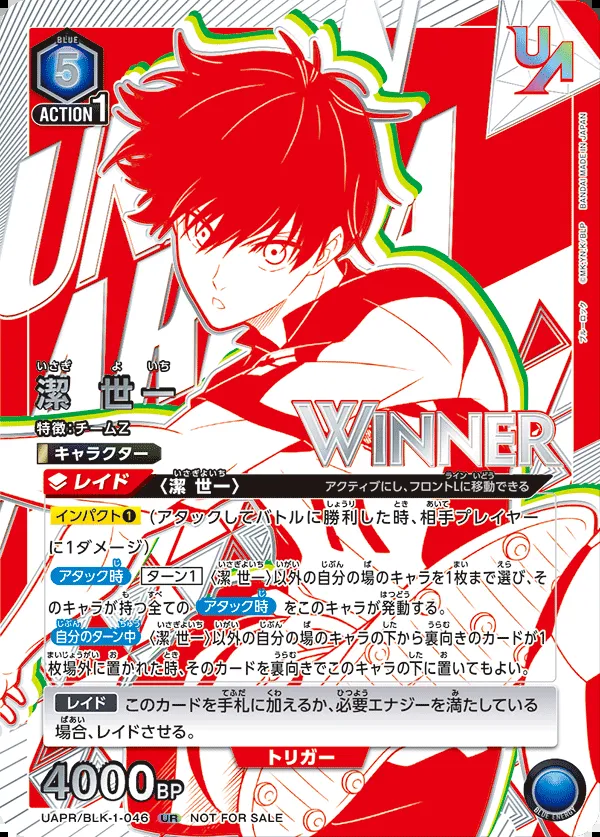 BLUE
5
ACTION 1
UA
©MK・YN,K/BLP BANDAI MADE IN JAPAN
ブルーロック
いさぎ よ いち
潔 世一
WINNER
特徴:チームZ
キャラクター
レイド 〈潔 世一〉 アクティブにし、フロントLに移動できる
インパクト❶ (アタックしてバトルに勝利した時、相手プレイヤー
に1ダメージ)
アタック時 ターン1 〈潔 世一〉以外の自分の場のキャラを1枚まで選び、そ
のキャラが持つ全ての アタック時 をこのキャラが発動する。
自分のターン中 〈潔 世一〉以外の自分の場のキャラの下から裏向きのカードが1
枚場外に置かれた時、そのカードを裏向きでこのキャラの下に置いてもよい。
レイド このカードを手札に加えるか、必要エナジーを満たしている
場合、レイドさせる。
トリガー
4000BP
BLUE ENERGY
UAPR/BLK-1-046 UR NOT FOR SALE